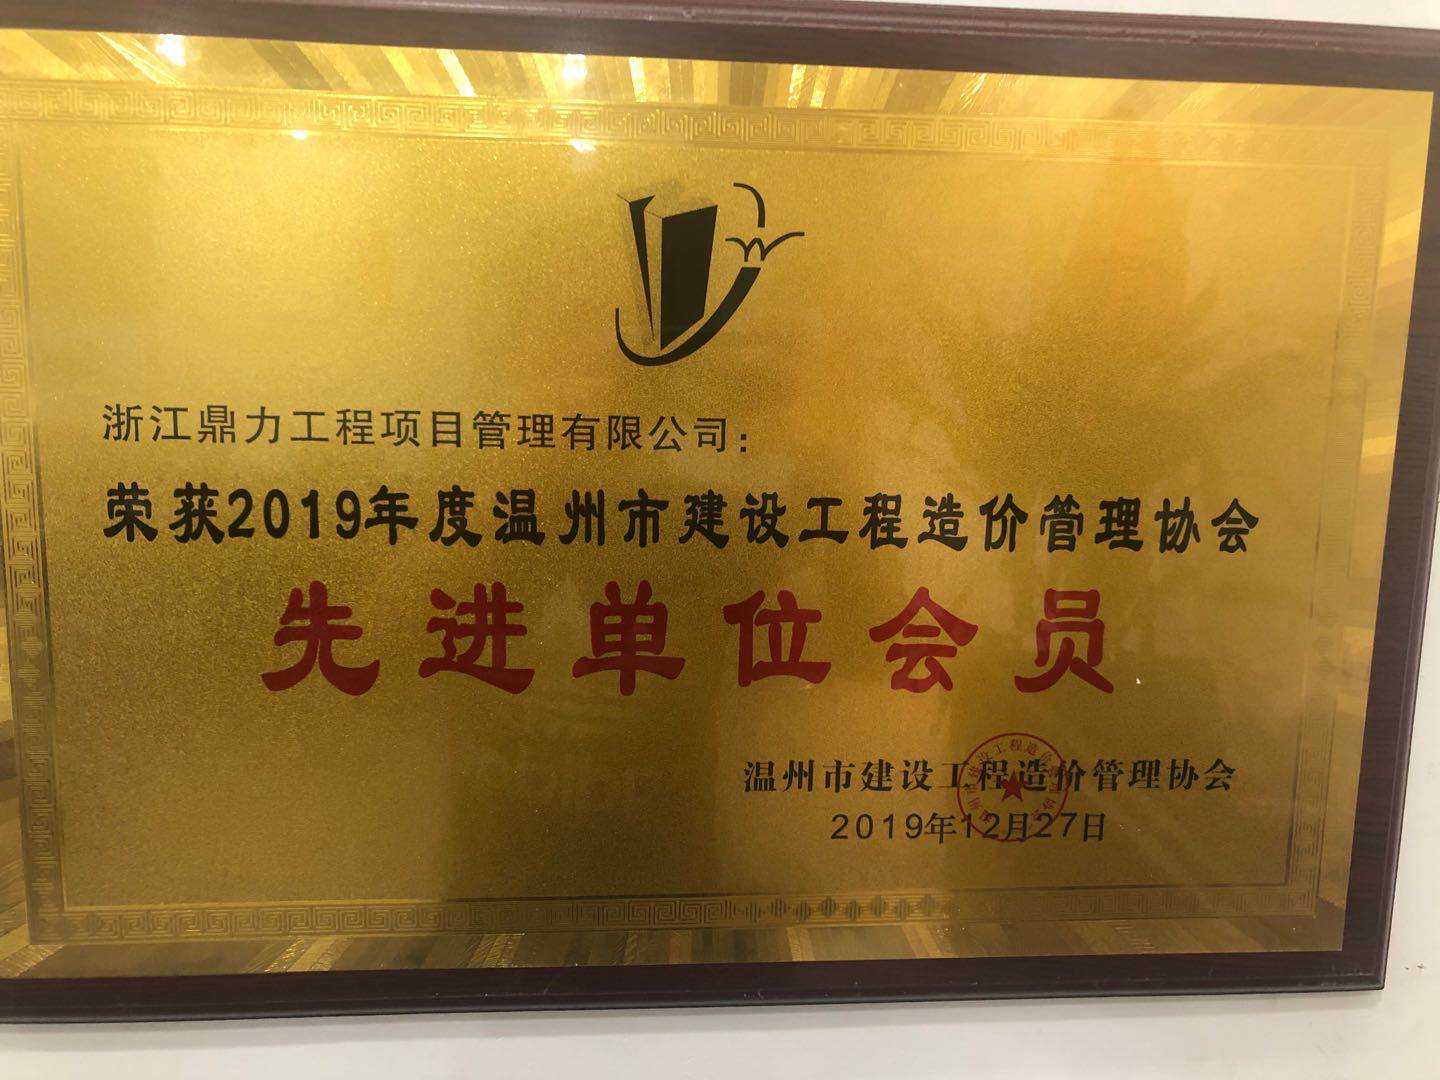 浙江鼎力工程项目管理有限公司：
荣获2019年度温州市建设工程造价管理协会
先进单位会员
温州市建设工程造价管理协会
2019年12月27日